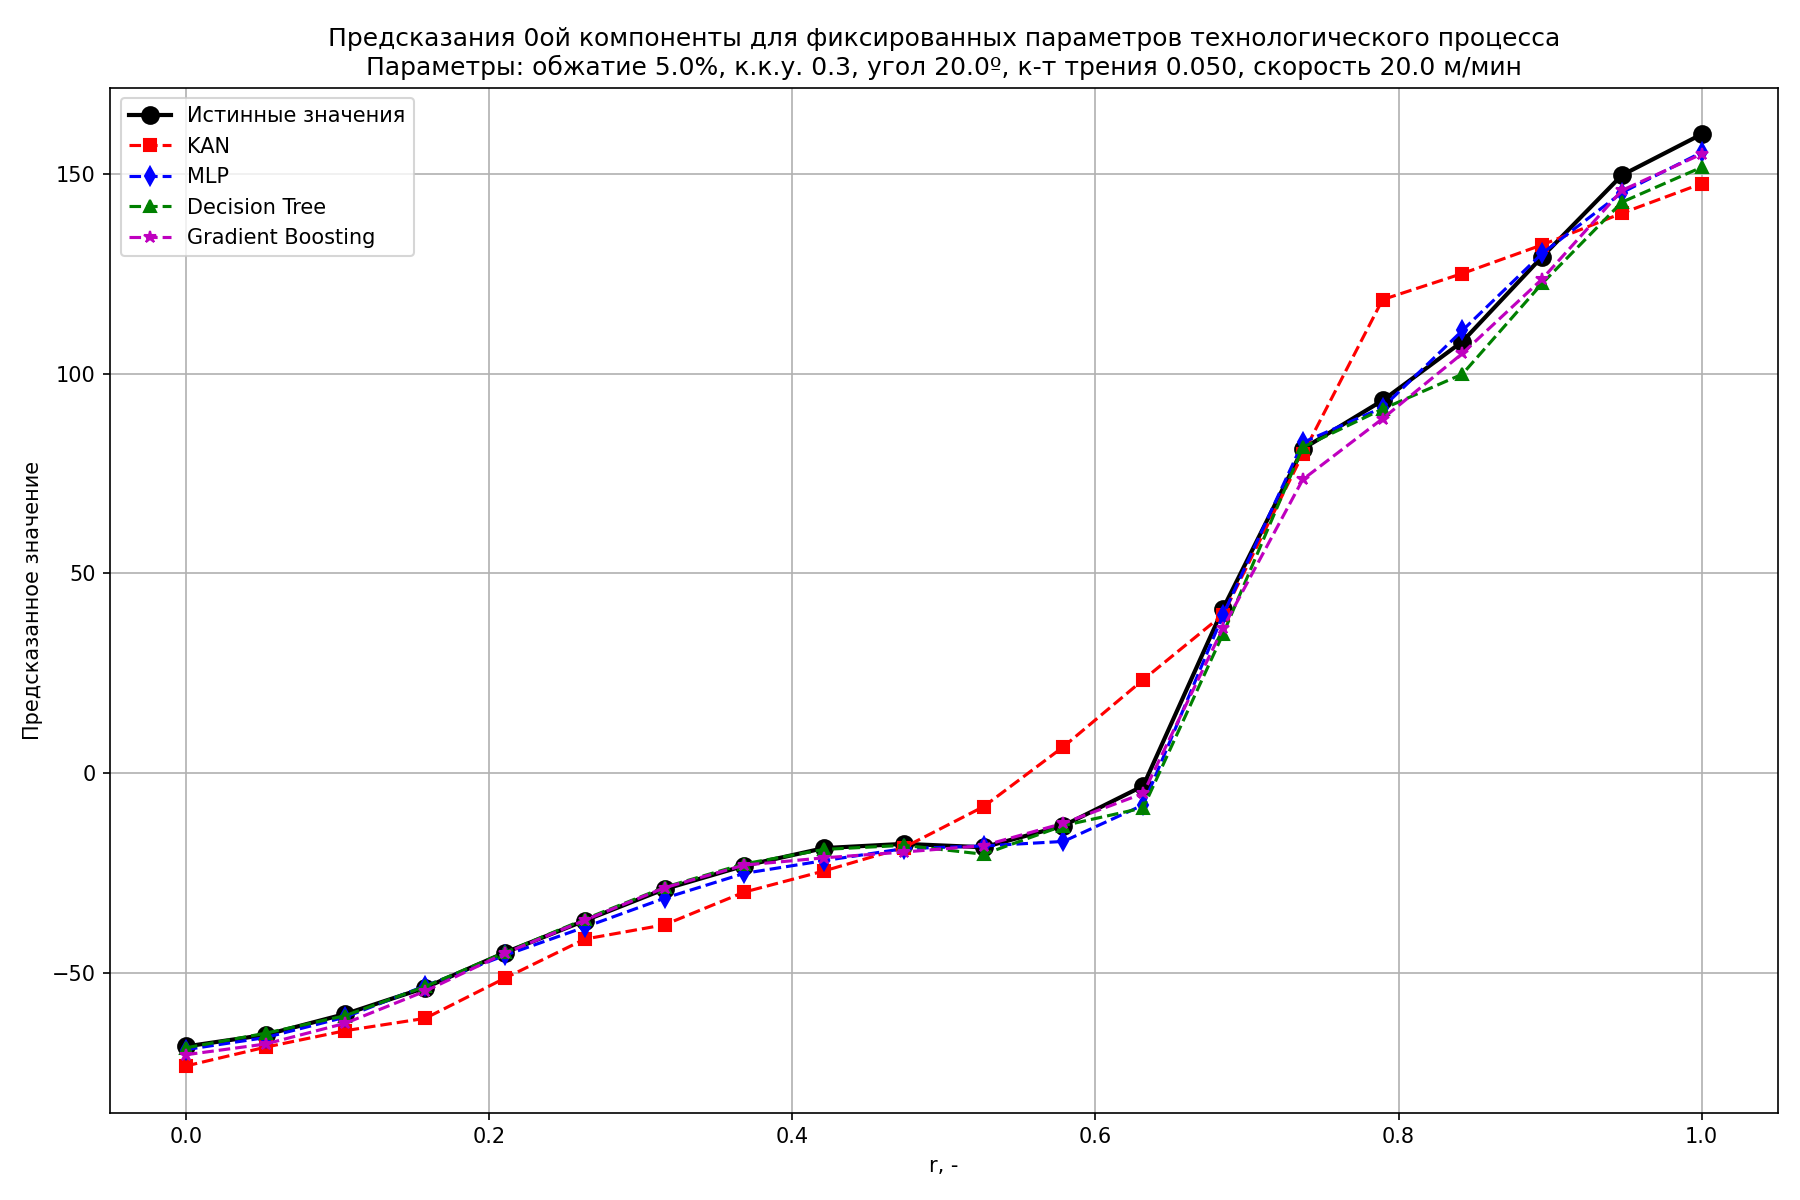 Предсказания 0ой компоненты для фиксированных параметров технологического процесса
Параметры: обжатие 5.0%, к.к.у. 0.3, угол 20.0º, к-т трения 0.050, скорость 20.0 м/мин
Истинные значения
KAN
MLP
Decision Tree
Gradient Boosting
Предсказанное значение
150
100
50
0
−50
0.0
0.2
0.4
0.6
0.8
1.0
r, -